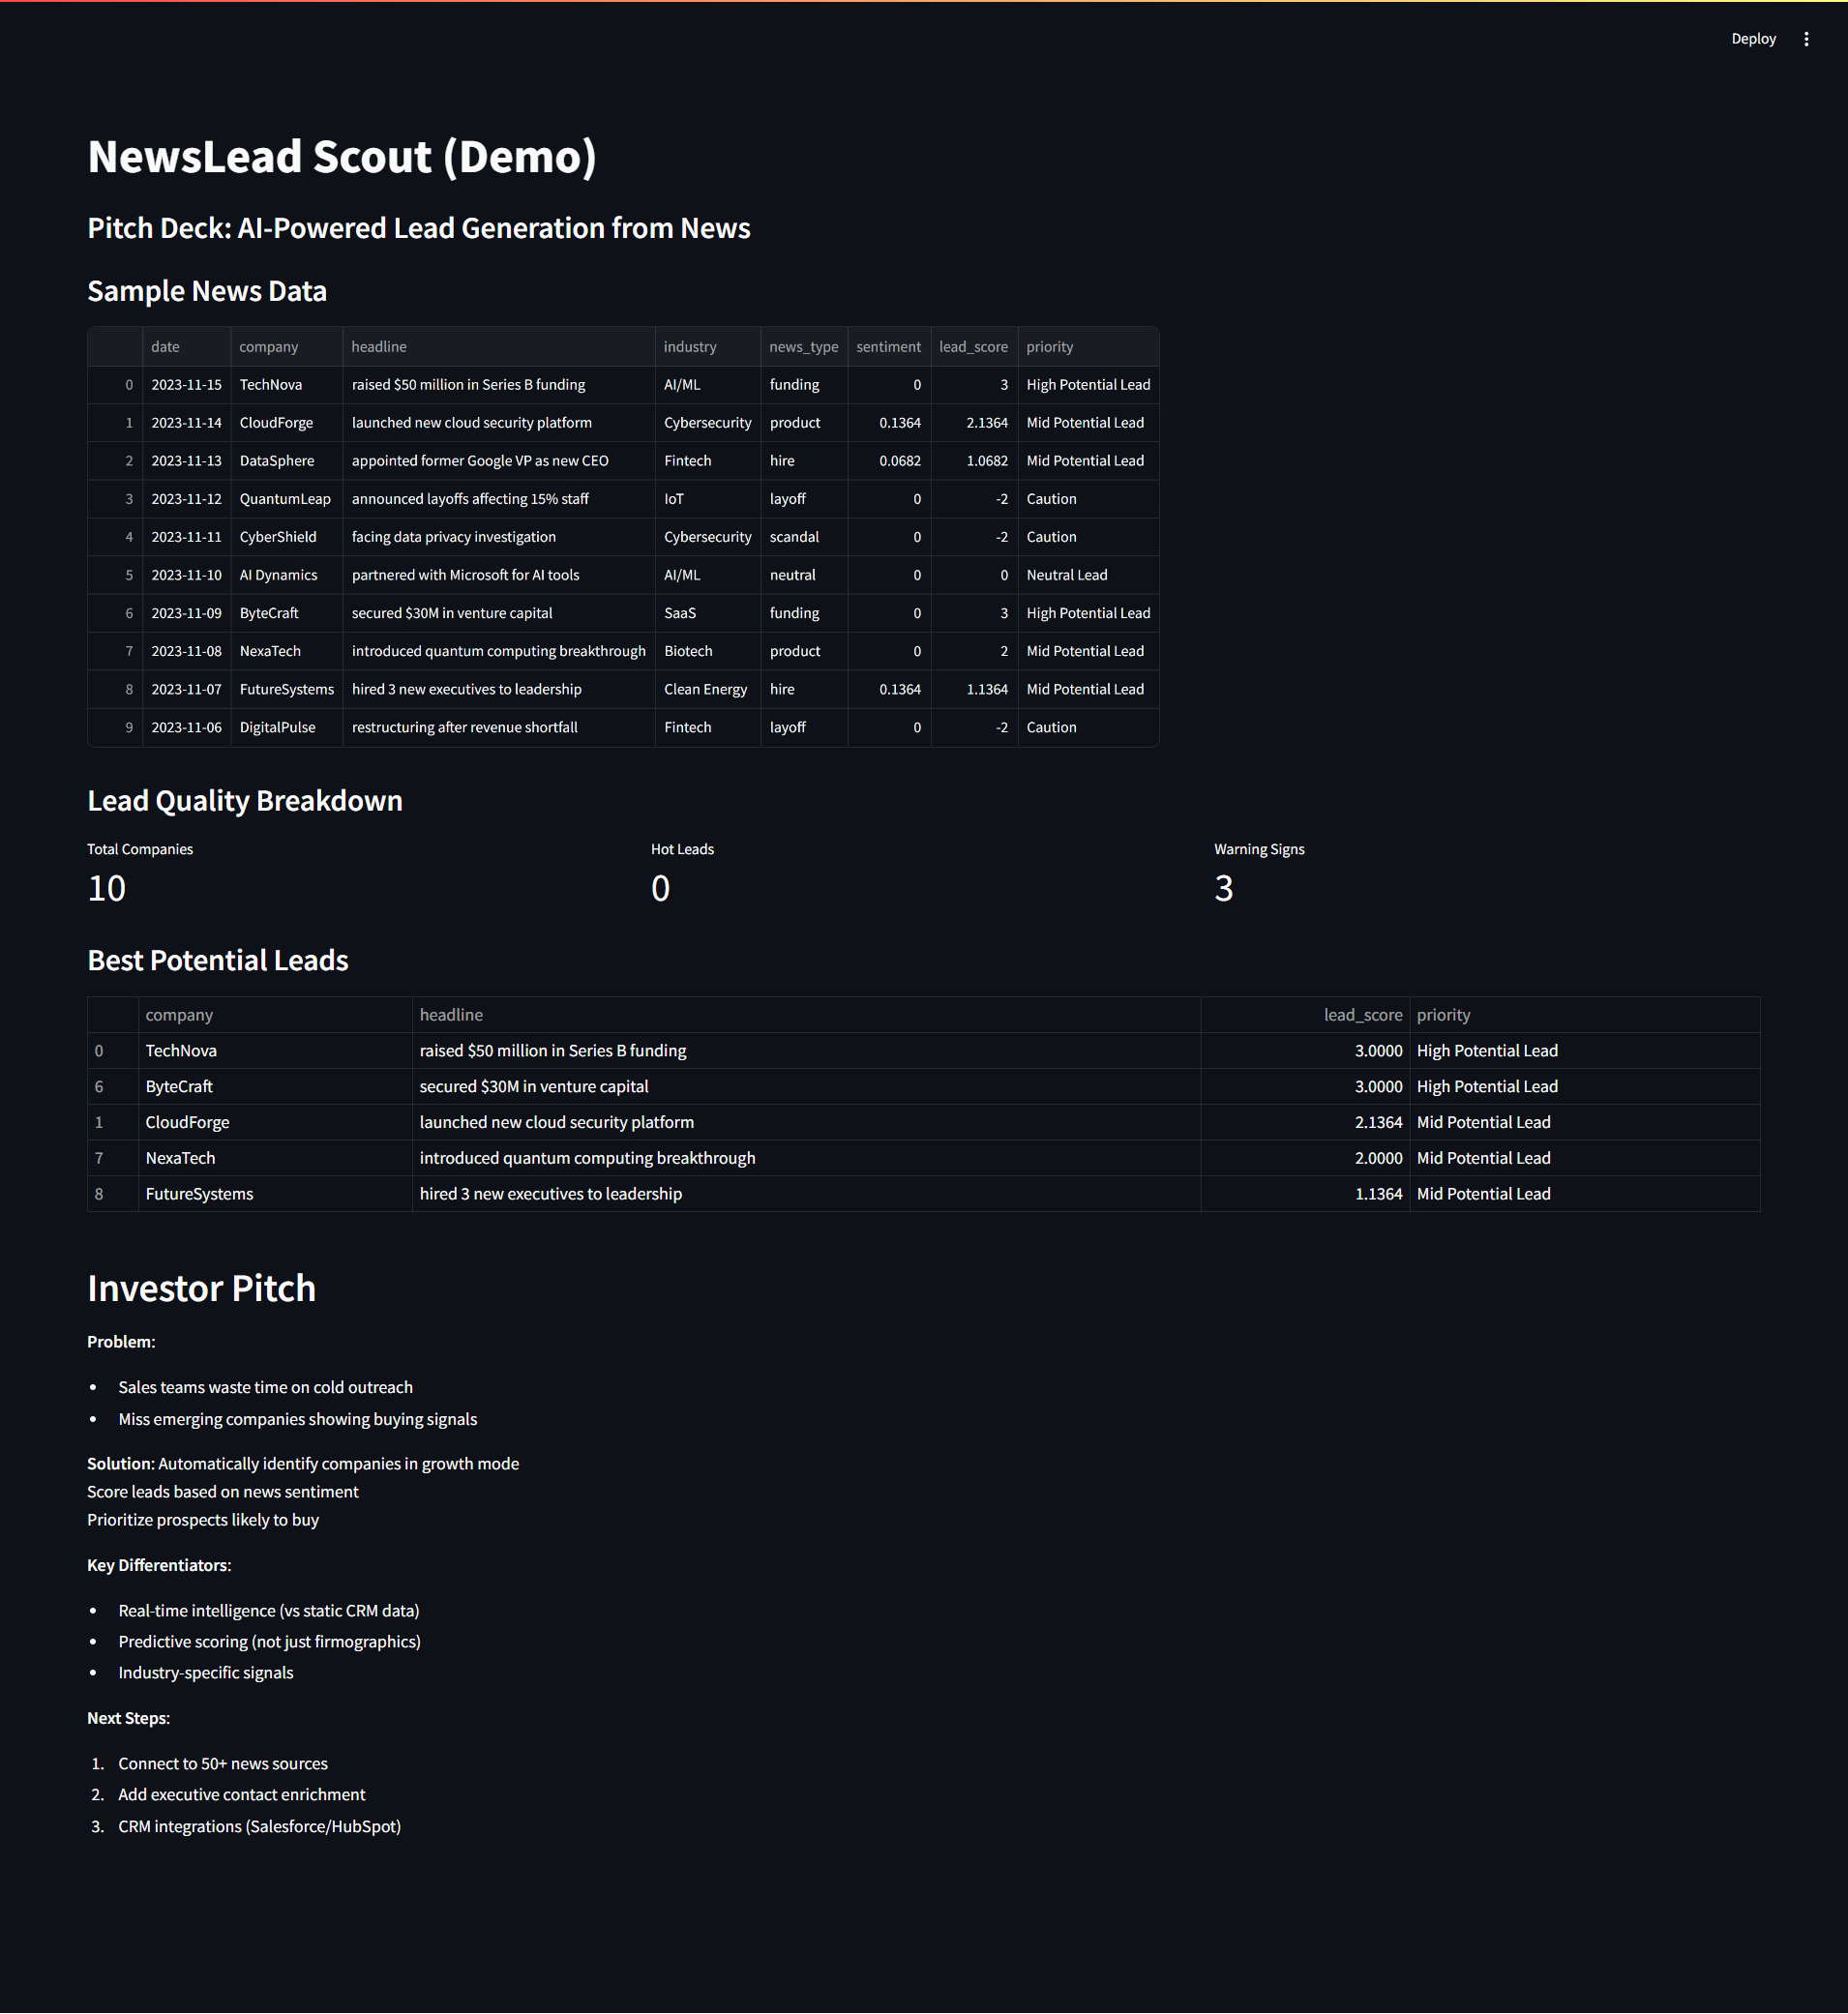 Deploy
NewsLead Scout (Demo)
Pitch Deck: AI-Powered Lead Generation from News
Sample News Data
date company headline industry news_type sentiment lead_score priority
0 2023-11-15 TechNova raised $50 million in Series B funding AI/ML funding 0 3 High Potential Lead
1 2023-11-14 CloudForge launched new cloud security platform Cybersecurity product 0.1364 2.1364 Mid Potential Lead
2 2023-11-13 DataSphere appointed former Google VP as new CEO Fintech hire 0.0682 1.0682 Mid Potential Lead
3 2023-11-12 QuantumLeap announced layoffs affecting 15% staff IoT layoff 0 -2 Caution
4 2023-11-11 CyberShield facing data privacy investigation Cybersecurity scandal 0 -2 Caution
5 2023-11-10 AI Dynamics partnered with Microsoft for AI tools AI/ML neutral 0 0 Neutral Lead
6 2023-11-09 ByteCraft secured $30M in venture capital SaaS funding 0 3 High Potential Lead
7 2023-11-08 NexaTech introduced quantum computing breakthrough Biotech product 0 2 Mid Potential Lead
8 2023-11-07 FutureSystems hired 3 new executives to leadership Clean Energy hire 0.1364 1.1364 Mid Potential Lead
9 2023-11-06 DigitalPulse restructuring after revenue shortfall Fintech layoff 0 -2 Caution
Lead Quality Breakdown
Total Companies Hot Leads Warning Signs
10 0 3
Best Potential Leads
company headline lead_score priority
0 TechNova raised $50 million in Series B funding 3.0000 High Potential Lead
6 ByteCraft secured $30M in venture capital 3.0000 High Potential Lead
1 CloudForge launched new cloud security platform 2.1364 Mid Potential Lead
7 NexaTech introduced quantum computing breakthrough 2.0000 Mid Potential Lead
8 FutureSystems hired 3 new executives to leadership 1.1364 Mid Potential Lead
Investor Pitch
Problem:
• Sales teams waste time on cold outreach
• Miss emerging companies showing buying signals
Solution: Automatically identify companies in growth mode
Score leads based on news sentiment
Prioritize prospects likely to buy
Key Differentiators:
• Real-time intelligence (vs static CRM data)
• Predictive scoring (not just firmographics)
• Industry-specific signals
Next Steps:
1. Connect to 50+ news sources
2. Add executive contact enrichment
3. CRM integrations (Salesforce/HubSpot)